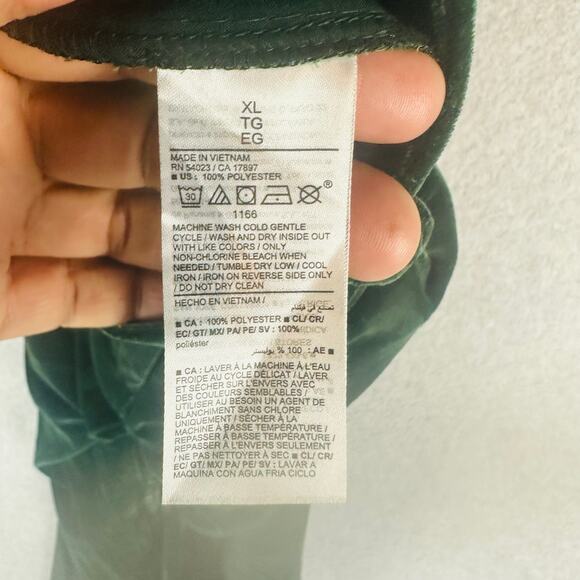 XL
TG
EG
MADE IN VIETNAM
RN 54023 / CA 17897
■ US : 100% POLYESTER
30
®
1166
MACHINE WASH COLD GENTLE
CYCLE / WASH AND DRY INSIDE OUT
WITH LIKE COLORS / ONLY
NON-CHLORINE BLEACH WHEN
NEEDED / TUMBLE DRY LOW / COOL
IRON / IRON ON REVERSE SIDE ONLY
/ DO NOT DRY CLEAN
HECHO EN VIETNAM / تصنع في فيتنام
■ CA : 100% POLYESTER ■ CL/ CR/
EC/ GT/ MX/ PA/ PE/ SV : 100%
poliéster
■ AE : 100 % بوليستر
■ CA : LAVER À LA MACHINE À L'EAU
FROIDE AU CYCLE DÉLICAT / LAVER
ET SÉCHER SUR L'ENVERS AVEC
DES COULEURS SEMBLABLES /
UTILISER AU BESOIN UN AGENT DE
BLANCHIMENT SANS CHLORE
UNIQUEMENT / SÉCHER À LA
MACHINE À BASSE TEMPÉRATURE /
REPASSER À BASSE TEMPÉRATURE /
REPASSER À L'ENVERS SEULEMENT
/ NE PAS NETTOYER À SEC ■ CL/ CR/
EC/ GT/ MX/ PA/ PE/ SV : LAVAR A
MAQUINA CON AGUA FRIA CICLO